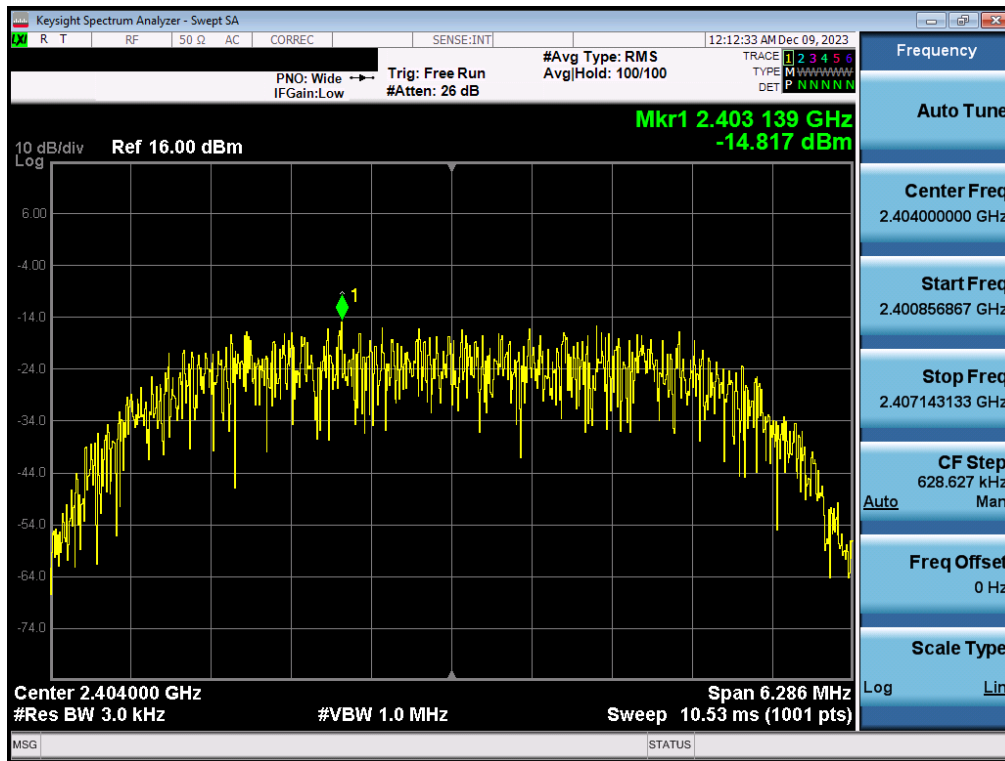 Keysight Spectrum Analyzer - Swept SA
LXI R T RF 50 Ω AC CORREC SENSE:INT 12:12:33 AM Dec 09, 2023
PNO: Wide
IFGain:Low
Trig: Free Run
#Atten: 26 dB
#Avg Type: RMS
Avg|Hold: 100/100
TRACE 1 2 3 4 5 6
TYPE M WWWWW
DET P N N N N N
Mkr1 2.403 139 GHz
-14.817 dBm
10 dB/div Ref 16.00 dBm
Log
6.00
-4.00
-14.0
-24.0
-34.0
-44.0
-54.0
-64.0
-74.0
1
Center 2.404000 GHz Span 6.286 MHz
#Res BW 3.0 kHz #VBW 1.0 MHz Sweep 10.53 ms (1001 pts)
MSG STATUS
Frequency
Auto Tune
Center Freq
2.404000000 GHz
Start Freq
2.400856867 GHz
Stop Freq
2.407143133 GHz
CF Step
628.627 kHz
Auto Man
Freq Offset
0 Hz
Scale Type
Log Lin